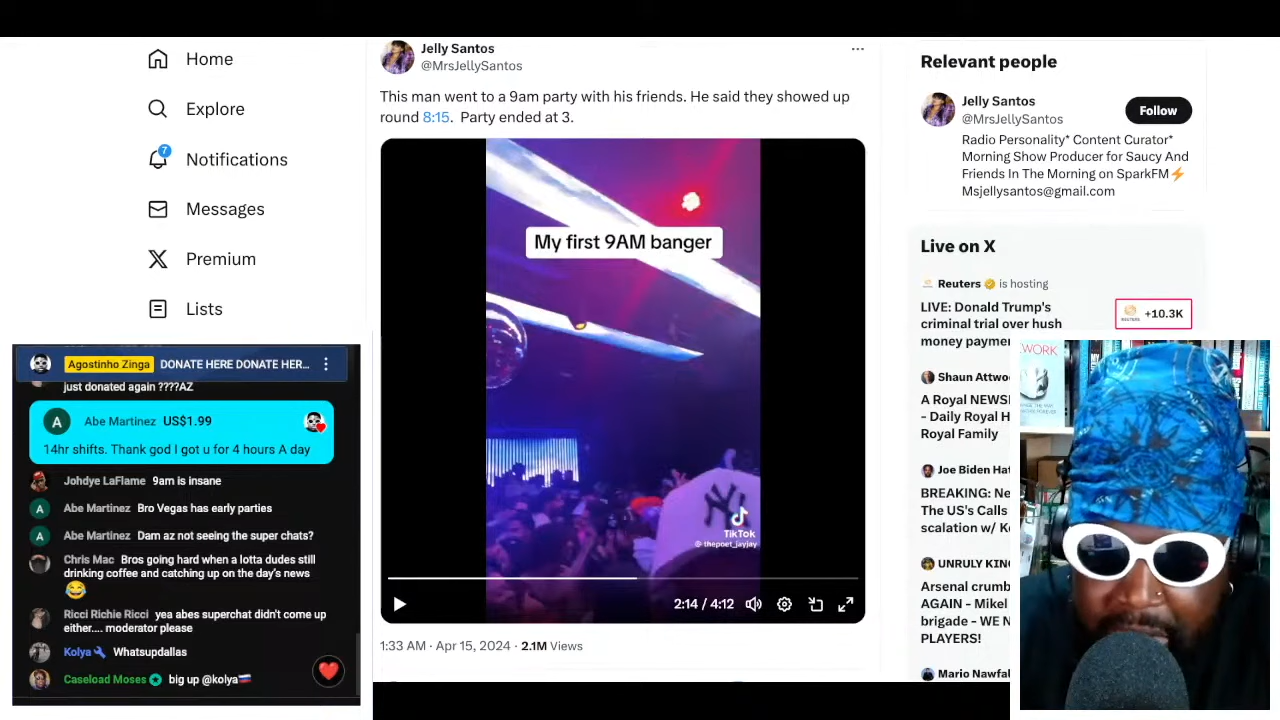 Home
Explore
7
Notifications
Messages
Premium
Lists
Jelly Santos
@MrsJellySantos
This man went to a 9am party with his friends. He said they showed up
round 8:15. Party ended at 3.
My first 9AM banger
NY
TikTok
@thepoet_jayjay
2:14 / 4:12
1:33 AM · Apr 15, 2024 · 2.1M Views
Relevant people
Jelly Santos
@MrsJellySantos
Follow
Radio Personality* Content Curator*
Morning Show Producer for Saucy And
Friends In The Morning on SparkFM⚡
Msjellysantos@gmail.com
Live on X
Reuters is hosting
LIVE: Donald Trump's
criminal trial over hush
money payme
REUTERS
+10.3K
Shaun Attwo
A Royal NEWS
- Daily Royal H
Royal Family
Joe Biden Hat
BREAKING: Ne
The US's Calls
scalation w/ K
UNRULY KIN
Arsenal crumb
AGAIN - Mikel
brigade - WE N
PLAYERS!
Mario Nawfal
WORK
Agostinho Zinga DONATE HERE DONATE HER...
just donated again ????AZ
A
Abe Martinez US$1.99
14hr shifts. Thank god I got u for 4 hours A day
Johdye LaFlame 9am is insane
A Abe Martinez Bro Vegas has early parties
A Abe Martinez Dam az not seeing the super chats?
Chris Mac Bros going hard when a lotta dudes still
drinking coffee and catching up on the day's news
😂
Ricci Richie Ricci yea abes superchat didn't come up
either.... moderator please
Kolya Whatsupdallas
Caseload Moses big up @kolya🇷🇺